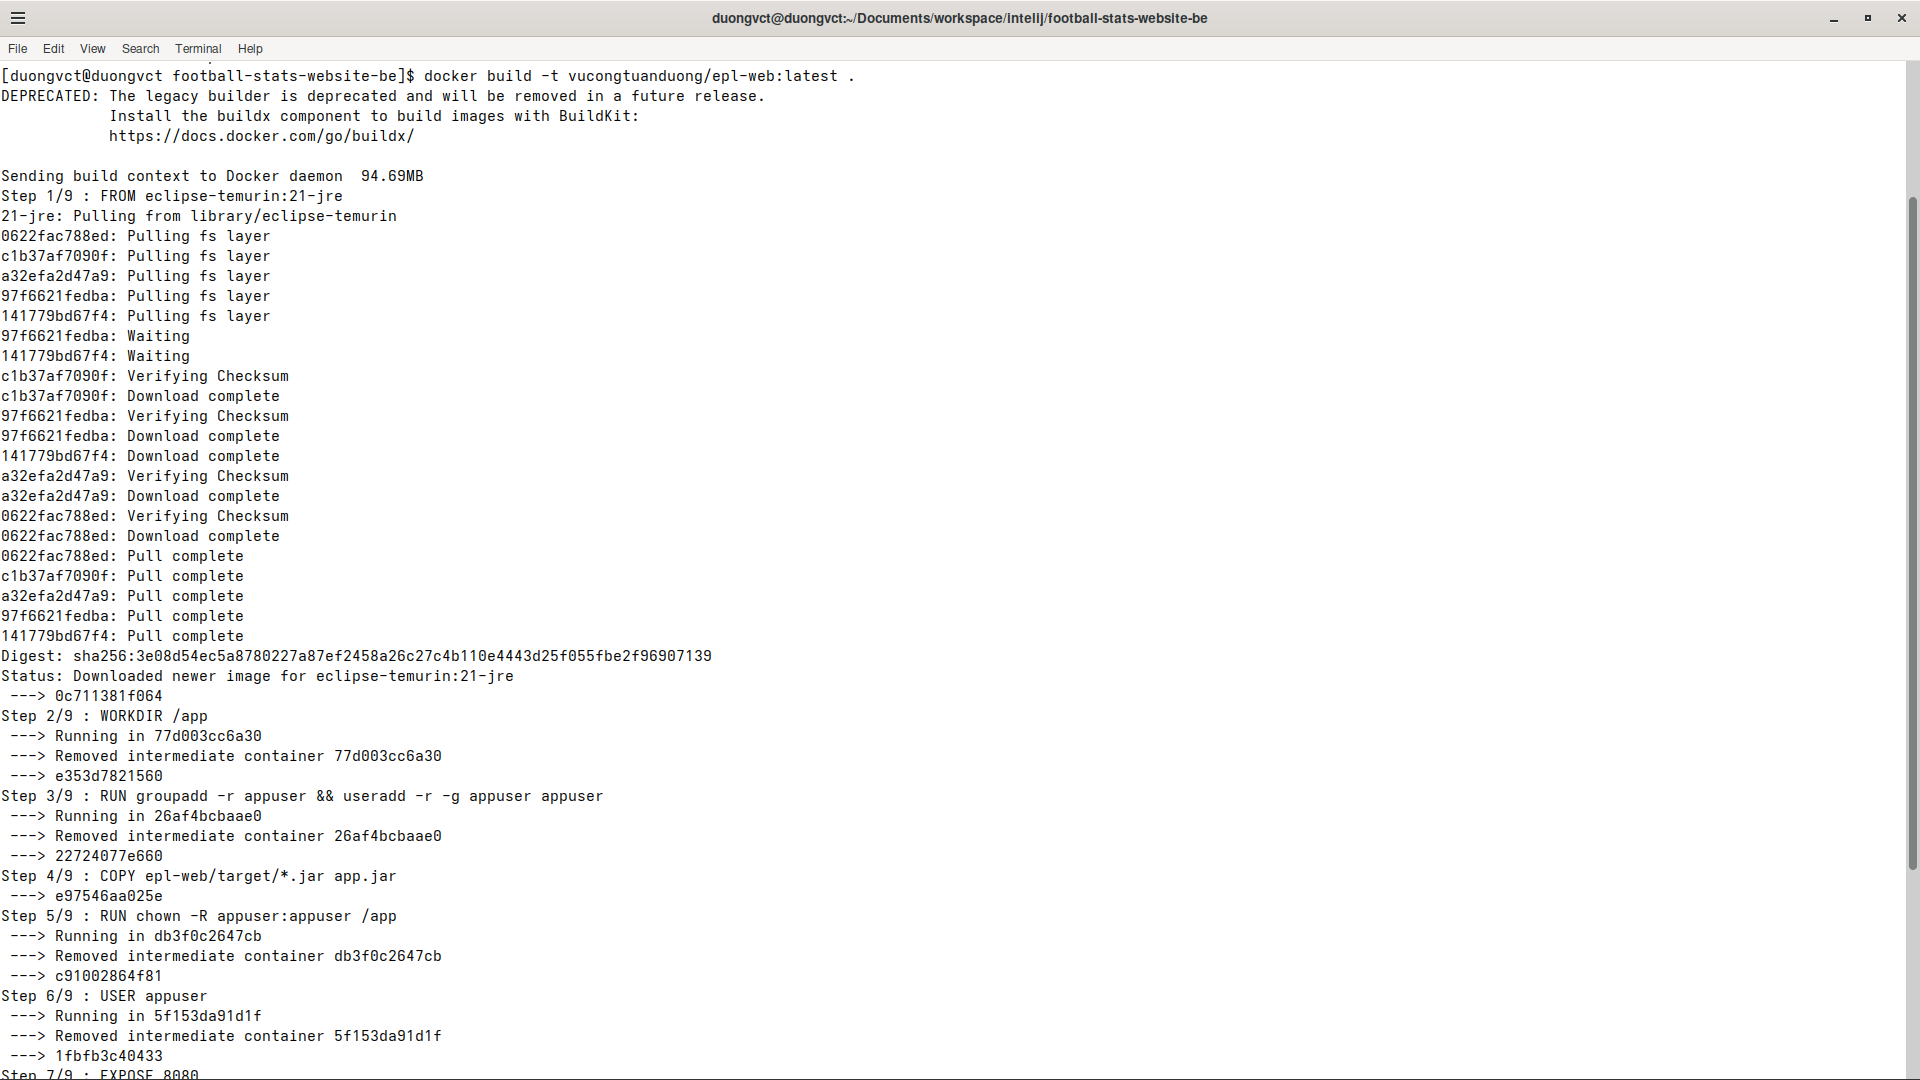 duongvct@duongvct:~/Documents/workspace/intelij/football-stats-website-be
File Edit View Search Terminal Help
[duongvct@duongvct football-stats-website-be]$ docker build -t vucongtuanduong/epl-web:latest .
DEPRECATED: The legacy builder is deprecated and will be removed in a future release.
            Install the buildx component to build images with BuildKit:
            https://docs.docker.com/go/buildx/

Sending build context to Docker daemon  94.69MB
Step 1/9 : FROM eclipse-temurin:21-jre
21-jre: Pulling from library/eclipse-temurin
0622fac788ed: Pulling fs layer
c1b37af7090f: Pulling fs layer
a32efa2d47a9: Pulling fs layer
97f6621fedba: Pulling fs layer
141779bd67f4: Pulling fs layer
97f6621fedba: Waiting
141779bd67f4: Waiting
c1b37af7090f: Verifying Checksum
c1b37af7090f: Download complete
97f6621fedba: Verifying Checksum
97f6621fedba: Download complete
141779bd67f4: Download complete
a32efa2d47a9: Verifying Checksum
a32efa2d47a9: Download complete
0622fac788ed: Verifying Checksum
0622fac788ed: Download complete
0622fac788ed: Pull complete
c1b37af7090f: Pull complete
a32efa2d47a9: Pull complete
97f6621fedba: Pull complete
141779bd67f4: Pull complete
Digest: sha256:3e08d54ec5a8780227a87ef2458a26c27c4b110e4443d25f055fbe2f96907139
Status: Downloaded newer image for eclipse-temurin:21-jre
 ---> 0c711381f064
Step 2/9 : WORKDIR /app
 ---> Running in 77d003cc6a30
 ---> Removed intermediate container 77d003cc6a30
 ---> e353d7821560
Step 3/9 : RUN groupadd -r appuser && useradd -r -g appuser appuser
 ---> Running in 26af4bcbaae0
 ---> Removed intermediate container 26af4bcbaae0
 ---> 22724077e660
Step 4/9 : COPY epl-web/target/*.jar app.jar
 ---> e97546aa025e
Step 5/9 : RUN chown -R appuser:appuser /app
 ---> Running in db3f0c2647cb
 ---> Removed intermediate container db3f0c2647cb
 ---> c91002864f81
Step 6/9 : USER appuser
 ---> Running in 5f153da91d1f
 ---> Removed intermediate container 5f153da91d1f
 ---> 1fbfb3c40433
Step 7/9 : EXPOSE 8080